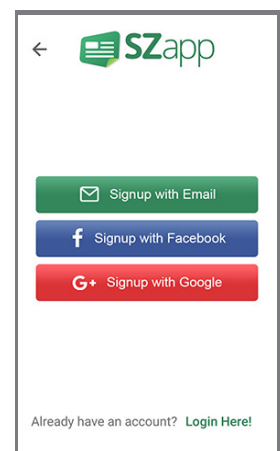 SZapp
Signup with Email
Signup with Facebook
G+ Signup with Google
Already have an account? Login Here!